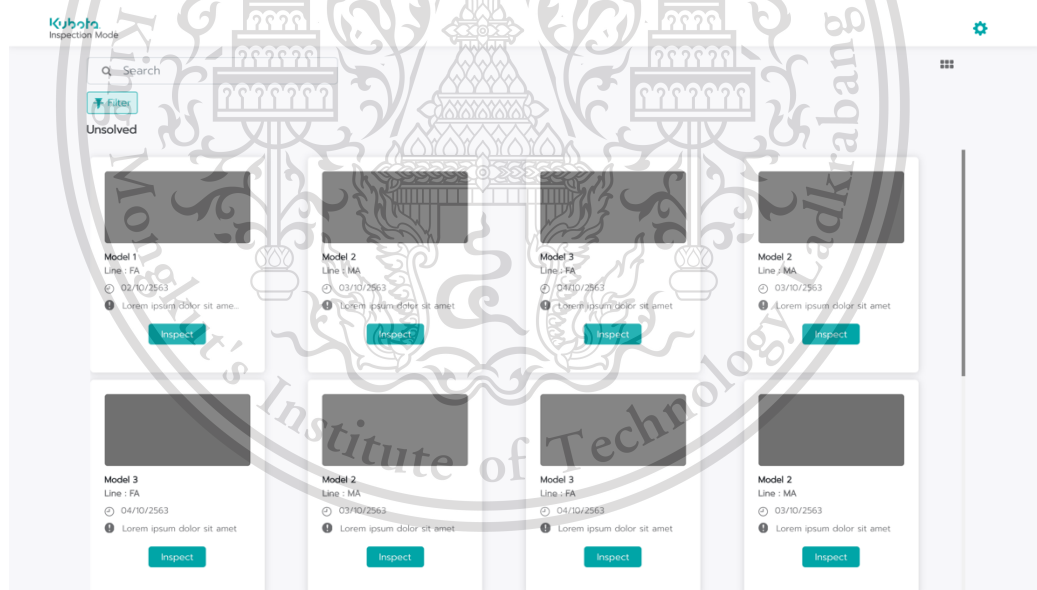 Kubota
Inspection Mode
Search
Filter
Unsolved
Model 1
Line : FA
02/10/2563
Lorem ipsum dolor sit ame...
Inspect
Model 2
Line : MA
03/10/2563
Lorem ipsum dolor sit amet
Inspect
Model 3
Line : FA
04/10/2563
Lorem ipsum dolor sit amet
Inspect
Model 2
Line : MA
03/10/2563
Lorem ipsum dolor sit amet
Inspect
Model 3
Line : FA
04/10/2563
Lorem ipsum dolor sit amet
Inspect
Model 2
Line : MA
03/10/2563
Lorem ipsum dolor sit amet
Inspect
Model 3
Line : FA
04/10/2563
Lorem ipsum dolor sit amet
Inspect
Model 2
Line : MA
03/10/2563
Lorem ipsum dolor sit amet
Inspect
King Mongkut's Institute of Technology Ladkrabang